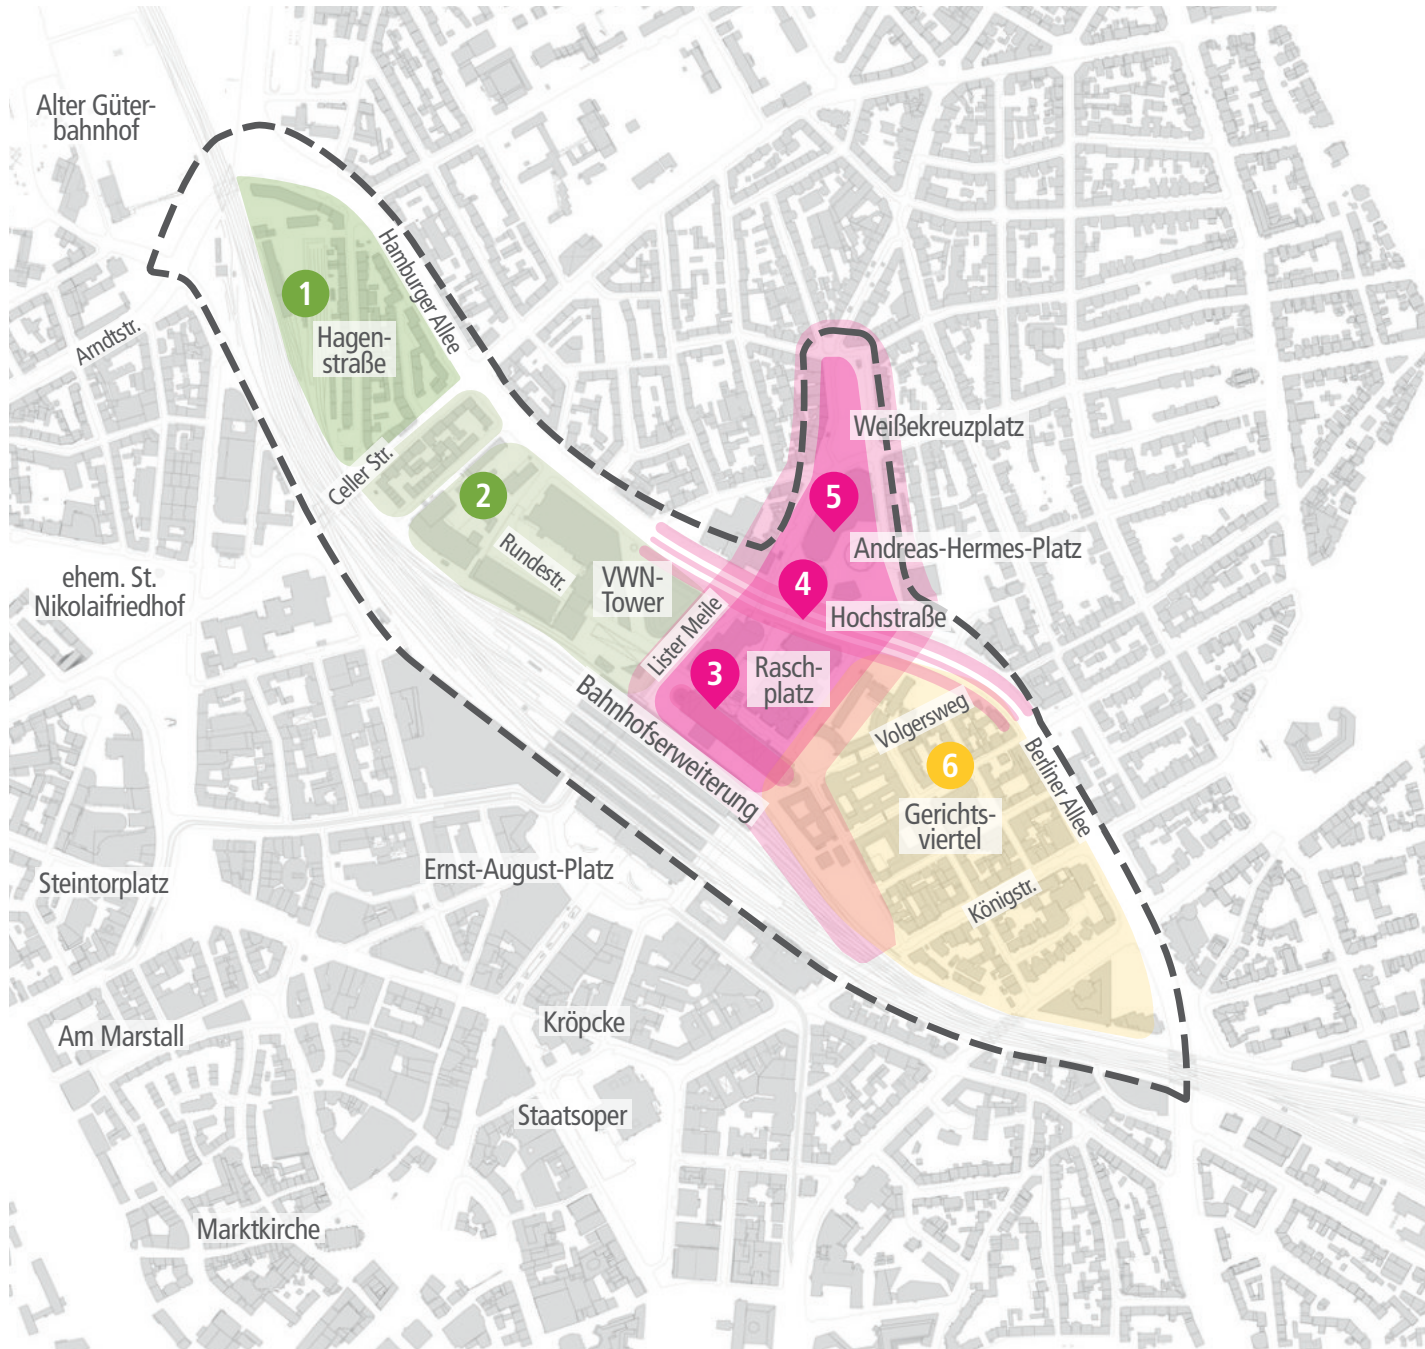 Alter Güter-
bahnhof
Hamburger Allee
1
Hagen-
straße
Arndtstr.
Weißekreuzplatz
Celler Str.
2
5
Rundestr.
Andreas-Hermes-Platz
ehem. St.
Nikolaifriedhof
VWN-
Tower
4
Hochstraße
Lister Meile
3
Rasch-
platz
Bahnhofserweiterung
Volgersweg
6
Berliner Allee
Gerichts-
viertel
Ernst-August-Platz
Steintorplatz
Königstr.
Kröpcke
Am Marstall
Staatsoper
Marktkirche